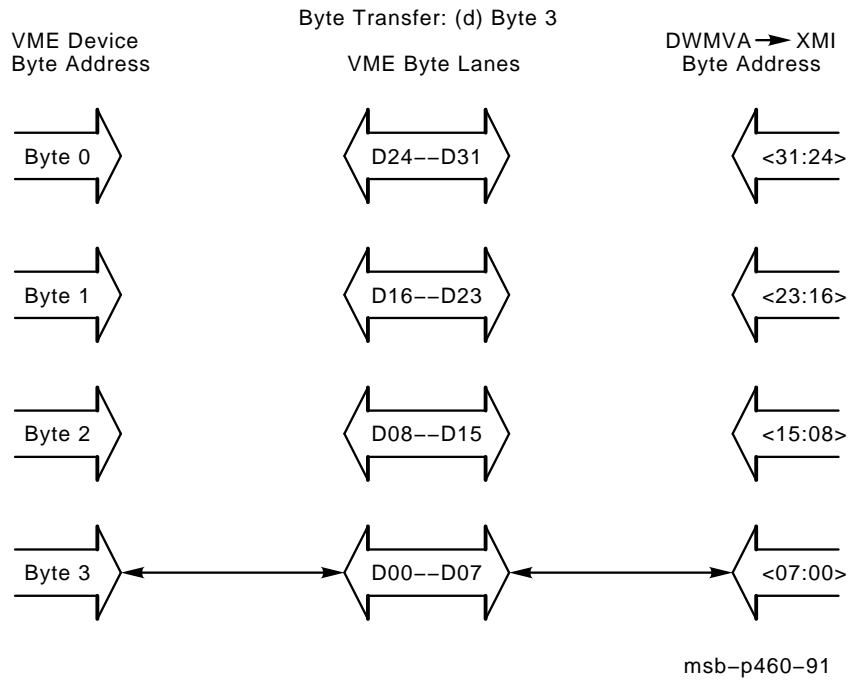 Byte Transfer: (d) Byte 3
VME Device
Byte Address
VME Byte Lanes
DWMVA → XMI
Byte Address
Byte 0
D24--D31
<31:24>
Byte 1
D16--D23
<23:16>
Byte 2
D08--D15
<15:08>
Byte 3
D00--D07
<07:00>
msb-p460-91